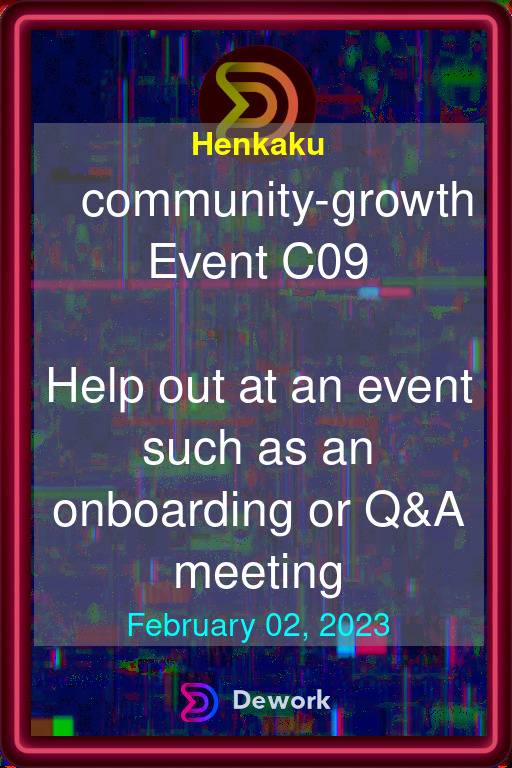 Henkaku
community-growth
Event C09
Help out at an event
such as an
onboarding or Q&A
meeting
February 02, 2023
Dework